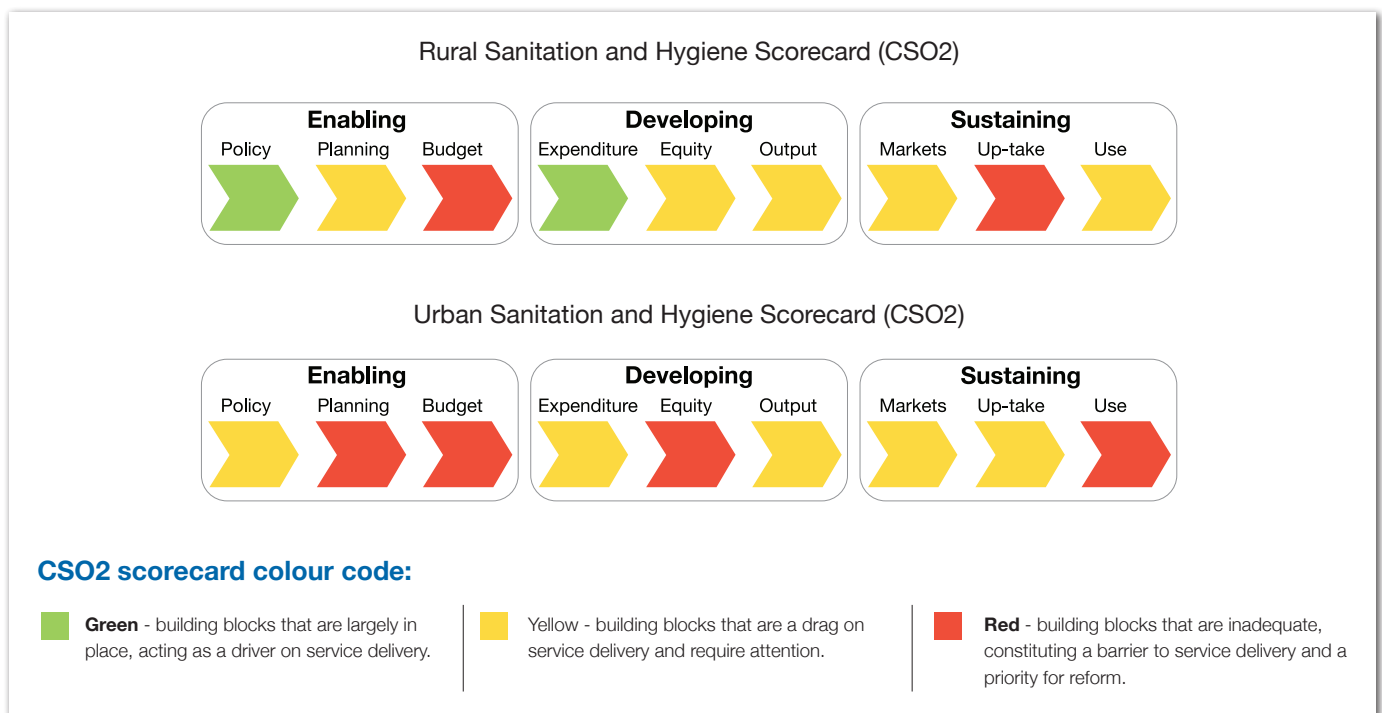 Rural Sanitation and Hygiene Scorecard (CSO2)
Enabling Developing Sustaining
Policy Planning Budget Expenditure Equity Output Markets Up-take Use
Urban Sanitation and Hygiene Scorecard (CSO2)
Enabling Developing Sustaining
Policy Planning Budget Expenditure Equity Output Markets Up-take Use
CSO2 scorecard colour code:
Green - building blocks that are largely in
place, acting as a driver on service delivery.
Yellow - building blocks that are a drag on
service delivery and require attention.
Red - building blocks that are inadequate,
constituting a barrier to service delivery and a
priority for reform.